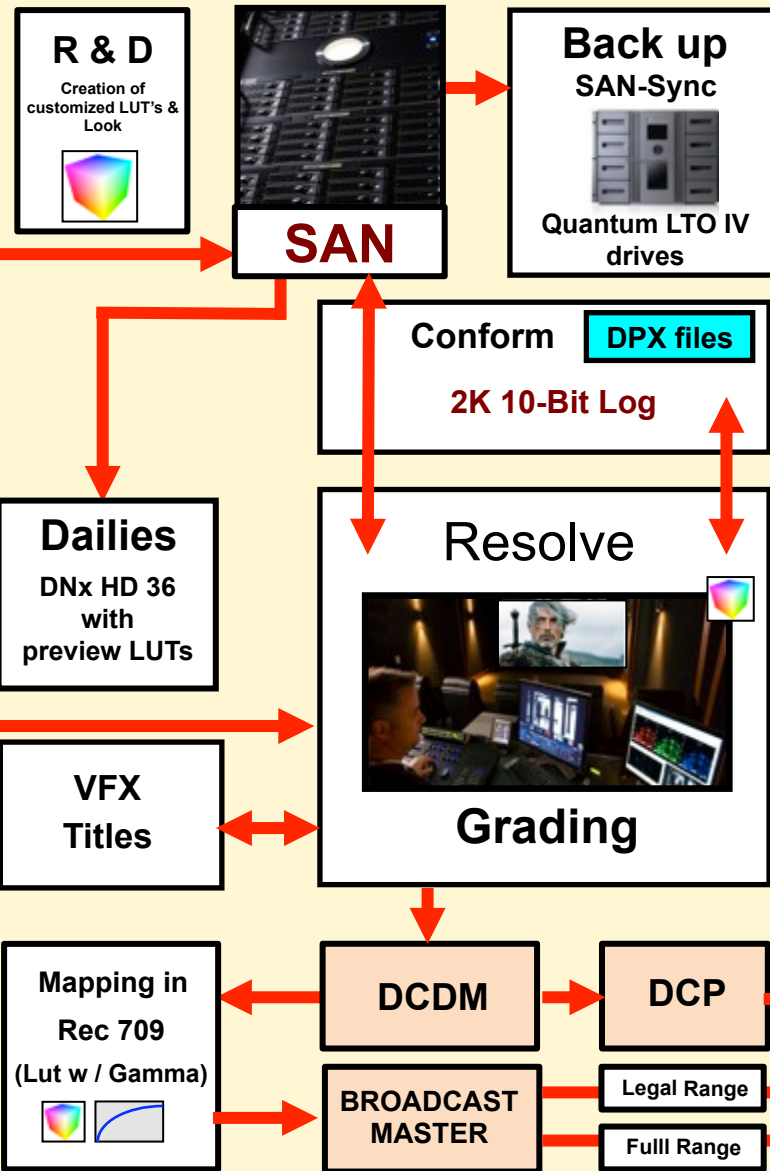 R & D
Creation of
customized LUT's &
Look
SAN
Back up
SAN-Sync
Quantum LTO IV
drives
Conform
DPX files
2K 10-Bit Log
Dailies
DNx HD 36
with
preview LUTs
Resolve
Grading
VFX
Titles
Mapping in
Rec 709
(Lut w / Gamma)
DCDM
DCP
BROADCAST
MASTER
Legal Range
Fulll Range